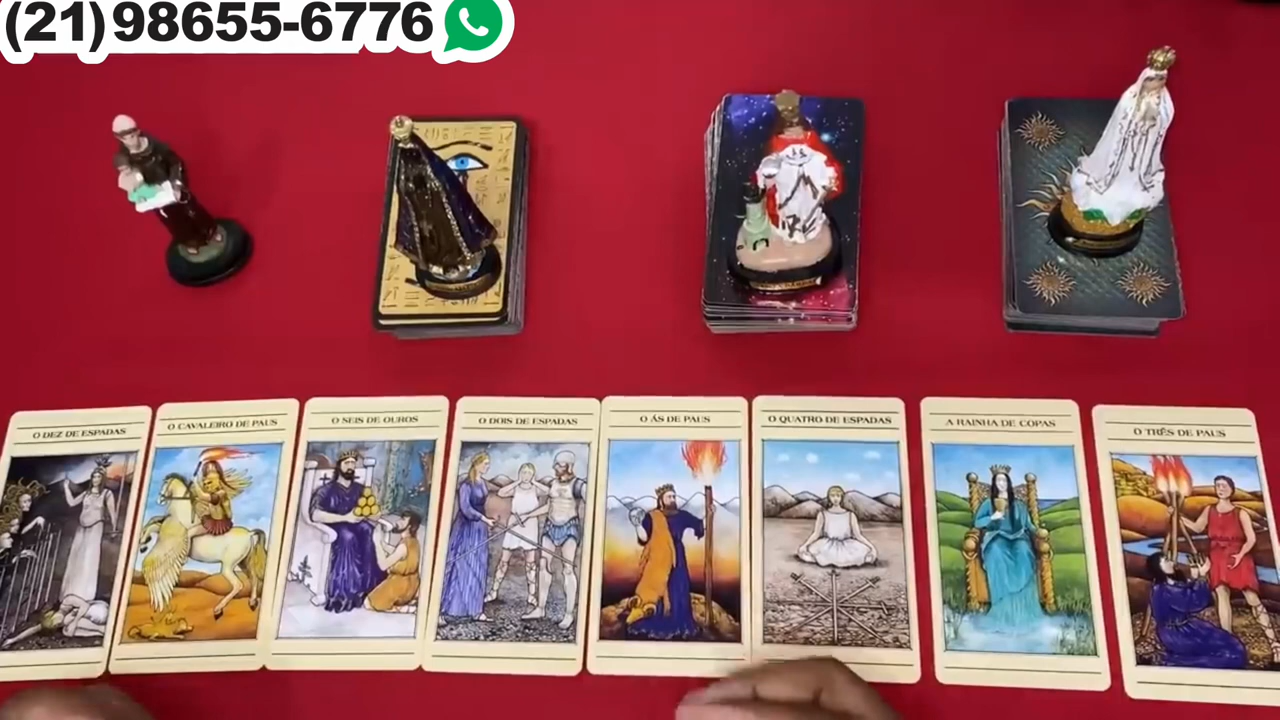 (21)98655-6776
O DEZ DE ESPADAS
O CAVALEIRO DE PAUS
O NEIS DE OUROS
O DOIS DE ESPADAS
O ÁS DE PAUS
O QUATRO DE ESPADAS
A RAINHA DE COPAS
O TRÊS DE PAUS